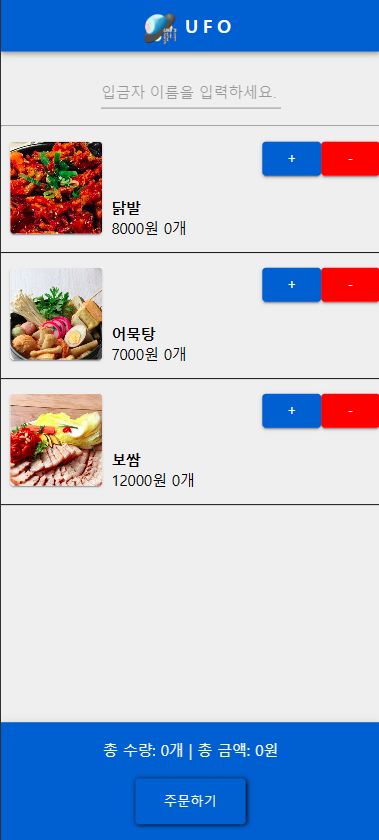 UFO
입금자 이름을 입력하세요.
+ -
닭발
8000원 0개
+ -
어묵탕
7000원 0개
+ -
보쌈
12000원 0개
총 수량: 0개 | 총 금액: 0원
주문하기